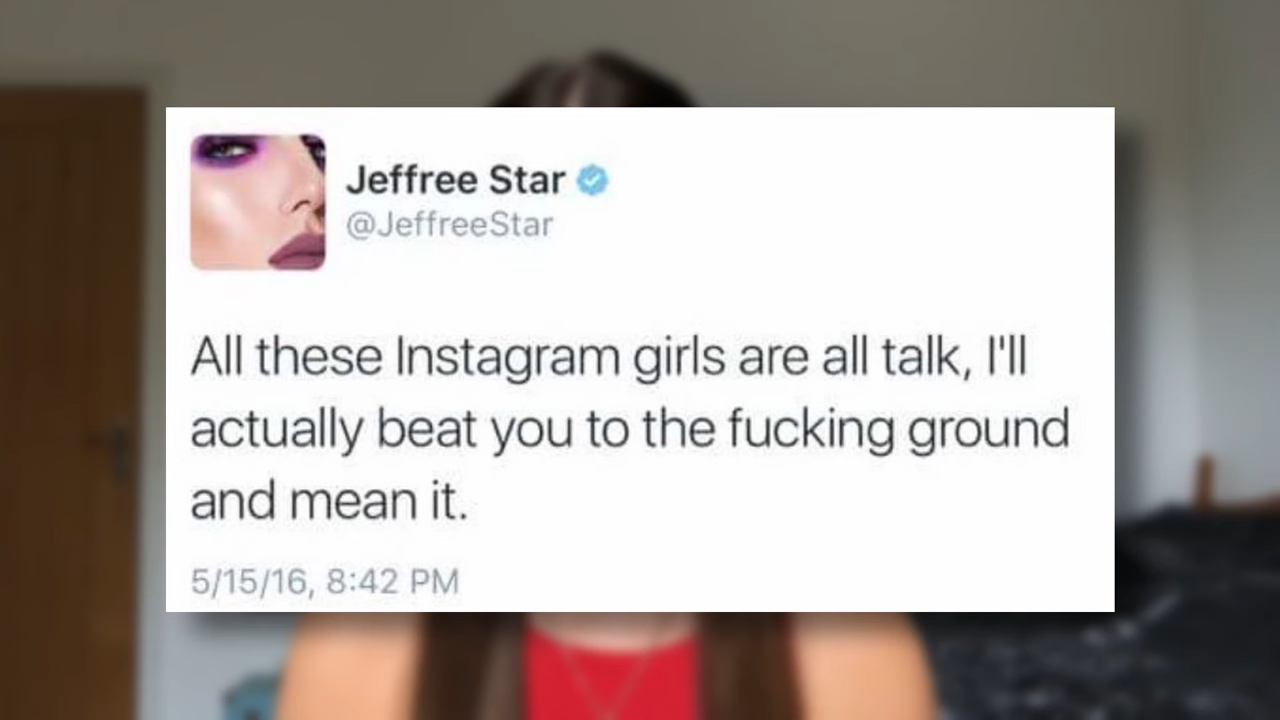 Jeffree Star
@JeffreeStar
All these Instagram girls are all talk, I'll
actually beat you to the fucking ground
and mean it.
5/15/16, 8:42 PM